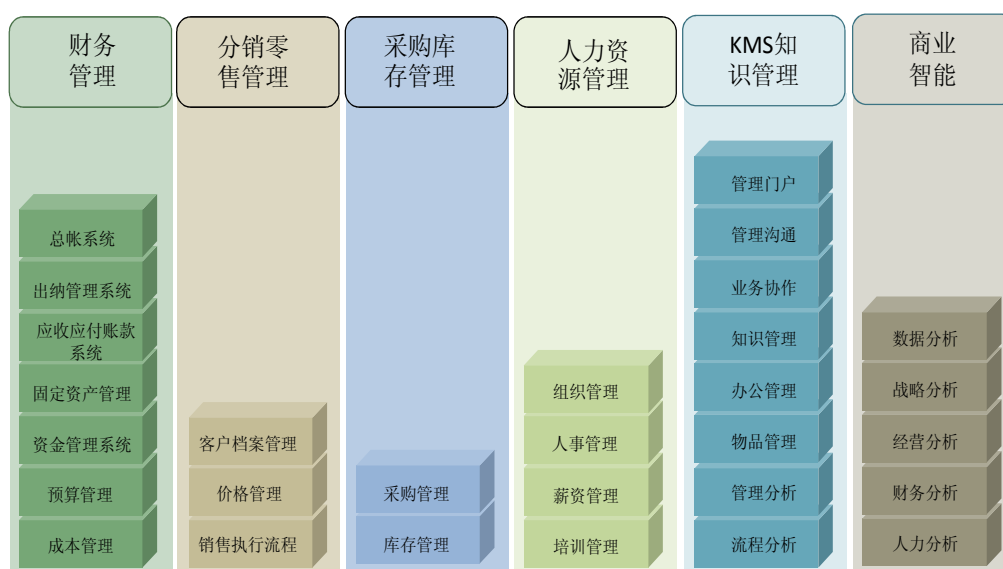 财务
管理
分销零
售管理
采购库
存管理
人力资
源管理
KMS知
识管理
商业
智能
总帐系统
出纳管理系统
应收应付账款
系统
固定资产管理
资金管理系统
预算管理
成本管理
客户档案管理
价格管理
销售执行流程
采购管理
库存管理
组织管理
人事管理
薪资管理
培训管理
管理门户
管理沟通
业务协作
知识管理
办公管理
物品管理
管理分析
流程分析
数据分析
战略分析
经营分析
财务分析
人力分析